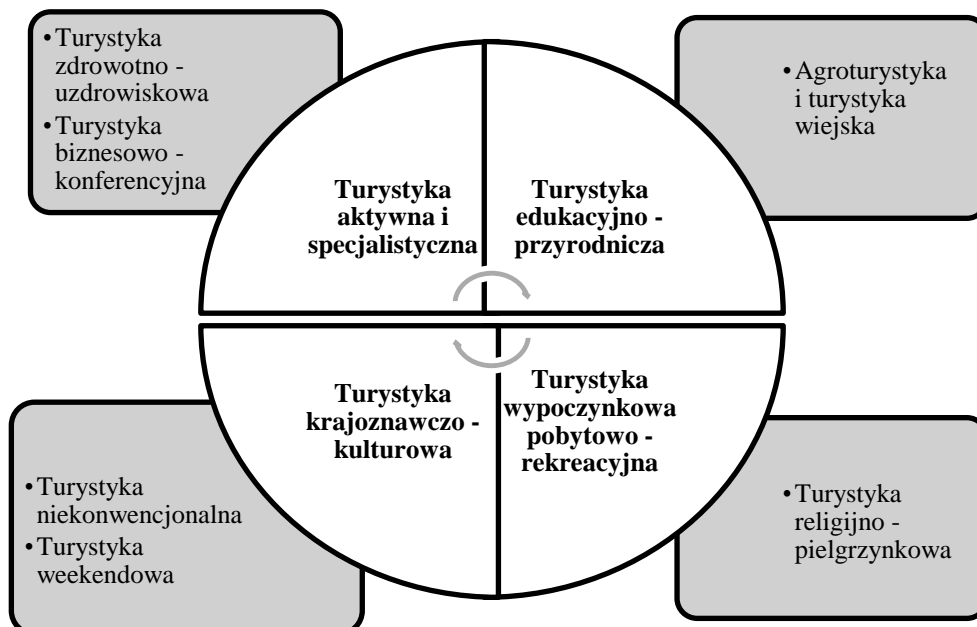 • Turystyka
zdrowotno -
uzdrowiskowa
• Turystyka
biznesowo -
konferencyjna
• Agroturystyka
i turystyka
wiejska
Turystyka
aktywna i
specjalistyczna
Turystyka
edukacyjno -
przyrodnicza
Turystyka
krajoznawczo -
kulturowa
Turystyka
wypoczynkowa
pobytowo -
rekreacyjna
• Turystyka
niekonwencjonalna
• Turystyka
weekendowa
• Turystyka
religijno -
pielgrzynkowa